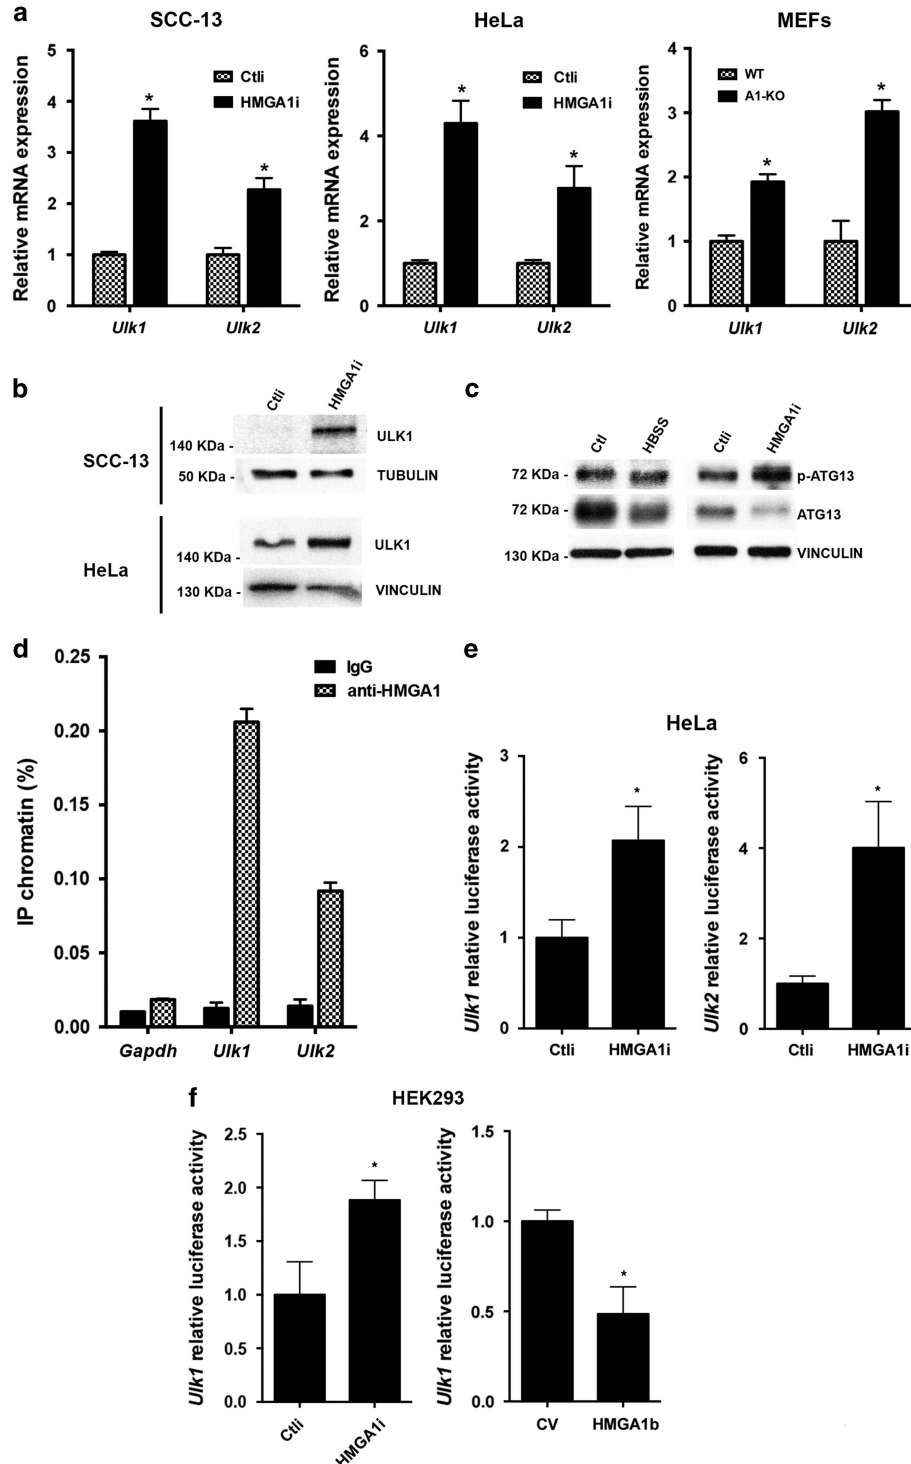 a
SCC-13
HeLa
MEFs
Relative mRNA expression
5
4
3
2
1
0
Ctli
HMGA1i
*
*
Ulk1
Ulk2
Relative mRNA expression
6
4
2
0
Ctli
HMGA1i
*
*
Ulk1
Ulk2
Relative mRNA expression
4
3
2
1
0
WT
A1-KO
*
*
Ulk1
Ulk2
b
Ctli
HMGA1i
SCC-13
140 KDa -
ULK1
50 KDa -
TUBULIN
HeLa
140 KDa -
ULK1
130 KDa -
VINCULIN
c
Ctl
HBSS
Ctli
HMGA1i
72 KDa -
p-ATG13
72 KDa -
ATG13
130 KDa -
VINCULIN
d
IP chromatin (%)
0.25
0.20
0.15
0.10
0.05
0.00
IgG
anti-HMGA1
Gapdh
Ulk1
Ulk2
e
HeLa
Ulk1 relative luciferase activity
3
2
1
0
*
Ctli
HMGA1i
Ulk2 relative luciferase activity
6
4
2
0
*
Ctli
HMGA1i
f
HEK293
Ulk1 relative luciferase activity
2.5
2.0
1.5
1.0
0.5
0.0
*
Ctli
HMGA1i
Ulk1 relative luciferase activity
1.5
1.0
0.5
0.0
*
CV
HMGA1b